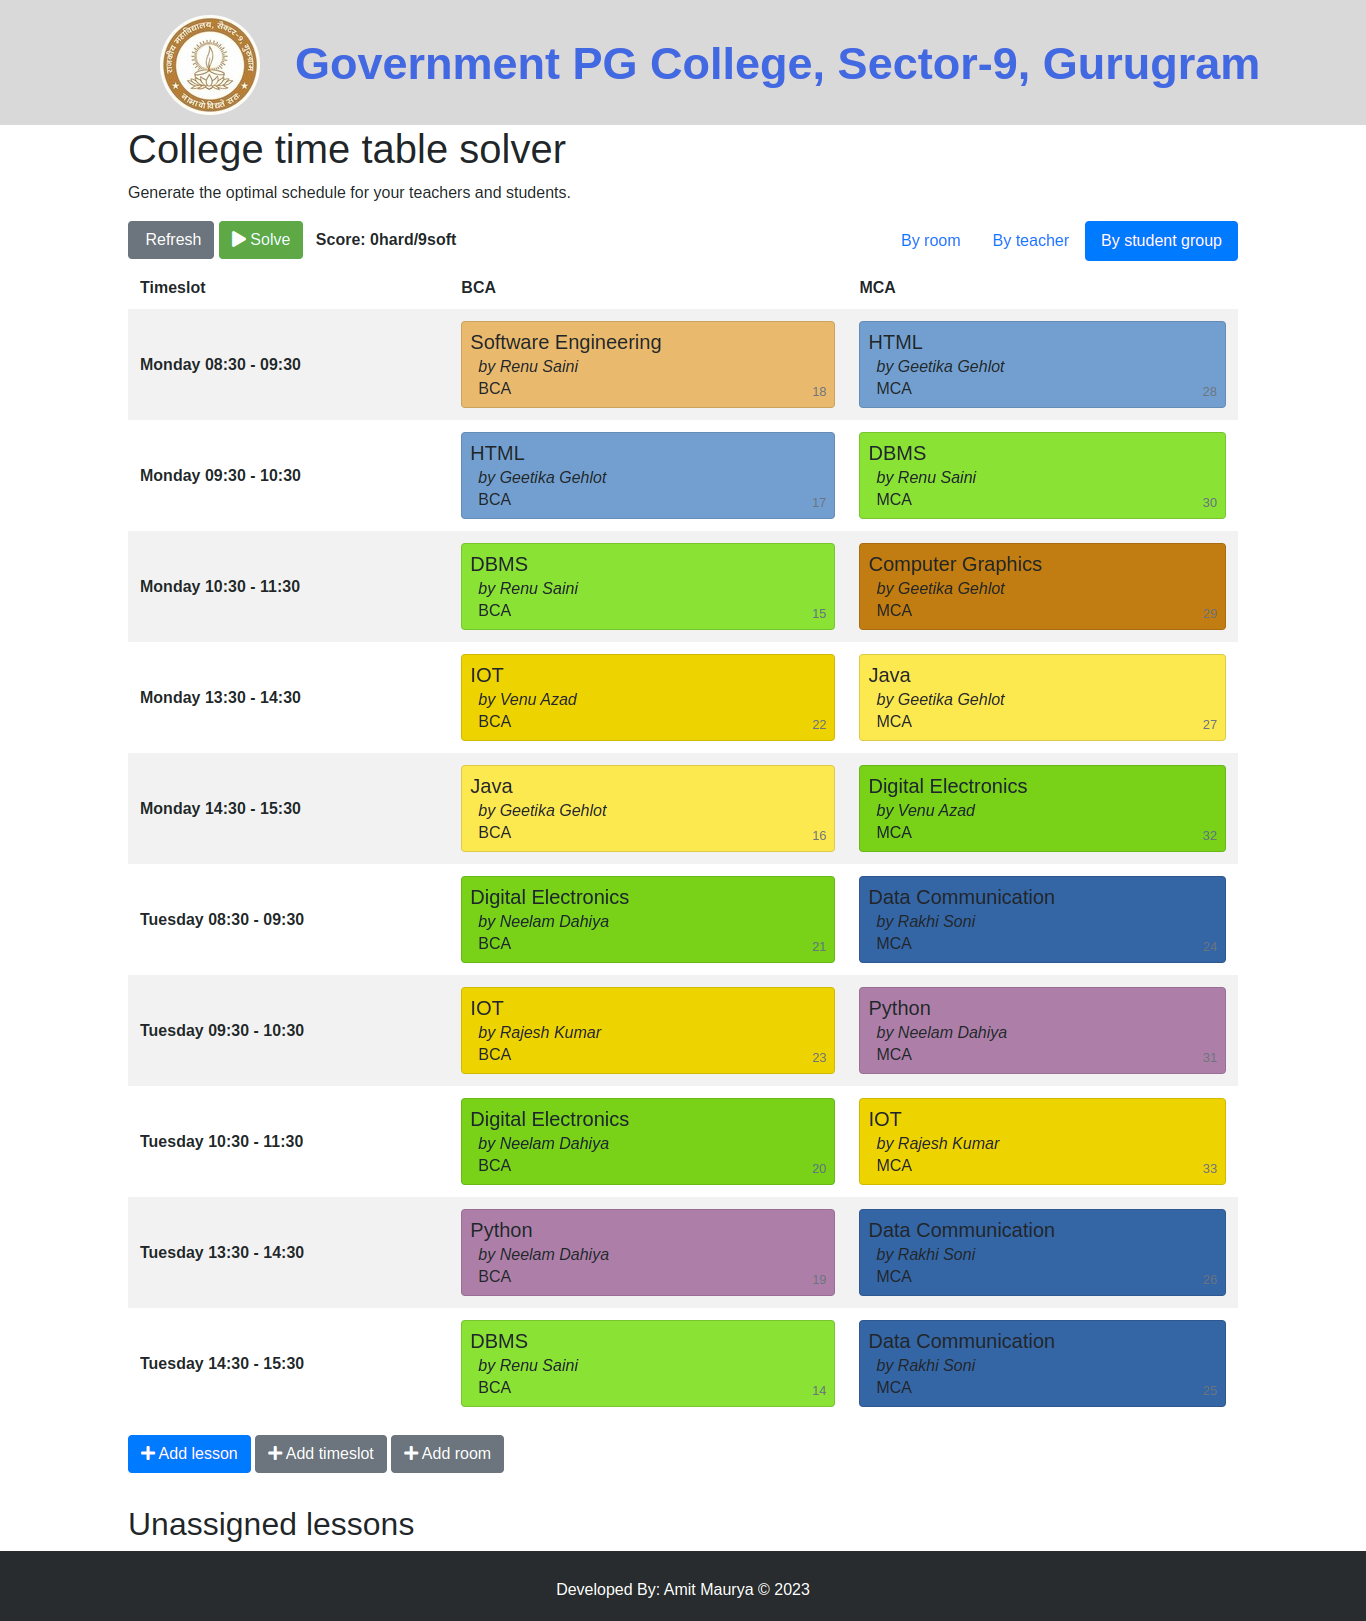 राजकीय महाविद्यालय, सैक्टर-9, गुरुग्राम
Government PG College, Sector-9, Gurugram
College time table solver
Generate the optimal schedule for your teachers and students.
Refresh Solve Score: 0hard/9soft By room By teacher By student group
Timeslot BCA MCA
Monday 08:30 - 09:30
Software Engineering
by Renu Saini
BCA 18
HTML
by Geetika Gehlot
MCA 28
Monday 09:30 - 10:30
HTML
by Geetika Gehlot
BCA 17
DBMS
by Renu Saini
MCA 30
Monday 10:30 - 11:30
DBMS
by Renu Saini
BCA 15
Computer Graphics
by Geetika Gehlot
MCA 29
Monday 13:30 - 14:30
IOT
by Venu Azad
BCA 22
Java
by Geetika Gehlot
MCA 27
Monday 14:30 - 15:30
Java
by Geetika Gehlot
BCA 16
Digital Electronics
by Venu Azad
MCA 32
Tuesday 08:30 - 09:30
Digital Electronics
by Neelam Dahiya
BCA 21
Data Communication
by Rakhi Soni
MCA 24
Tuesday 09:30 - 10:30
IOT
by Rajesh Kumar
BCA 23
Python
by Neelam Dahiya
MCA 31
Tuesday 10:30 - 11:30
Digital Electronics
by Neelam Dahiya
BCA 20
IOT
by Rajesh Kumar
MCA 33
Tuesday 13:30 - 14:30
Python
by Neelam Dahiya
BCA 19
Data Communication
by Rakhi Soni
MCA 26
Tuesday 14:30 - 15:30
DBMS
by Renu Saini
BCA 14
Data Communication
by Rakhi Soni
MCA 25
Add lesson Add timeslot Add room
Unassigned lessons
Developed By: Amit Maurya © 2023